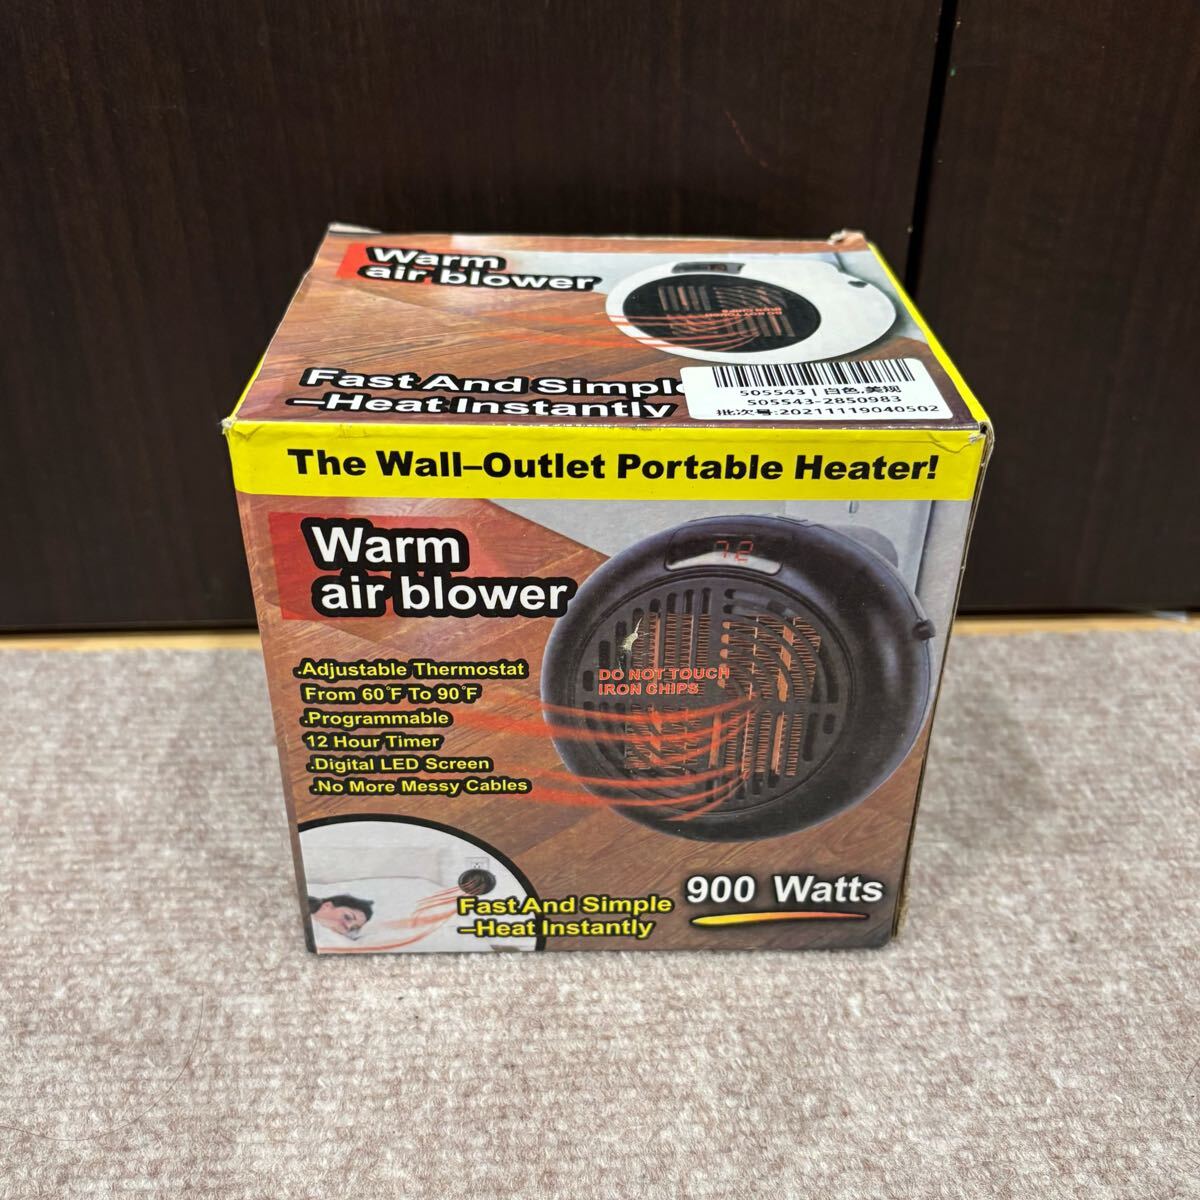 Warm
air blower
Fast And Simple
–Heat Instantly
505543 | 白色,美规
505543-2850983
批次号:20211119040502
The Wall–Outlet Portable Heater!
Warm
air blower
72
DO NOT TOUCH
IRON CHIPS
.Adjustable Thermostat
From 60°F To 90°F
.Programmable
12 Hour Timer
.Digital LED Screen
.No More Messy Cables
Fast And Simple
–Heat Instantly
900 Watts